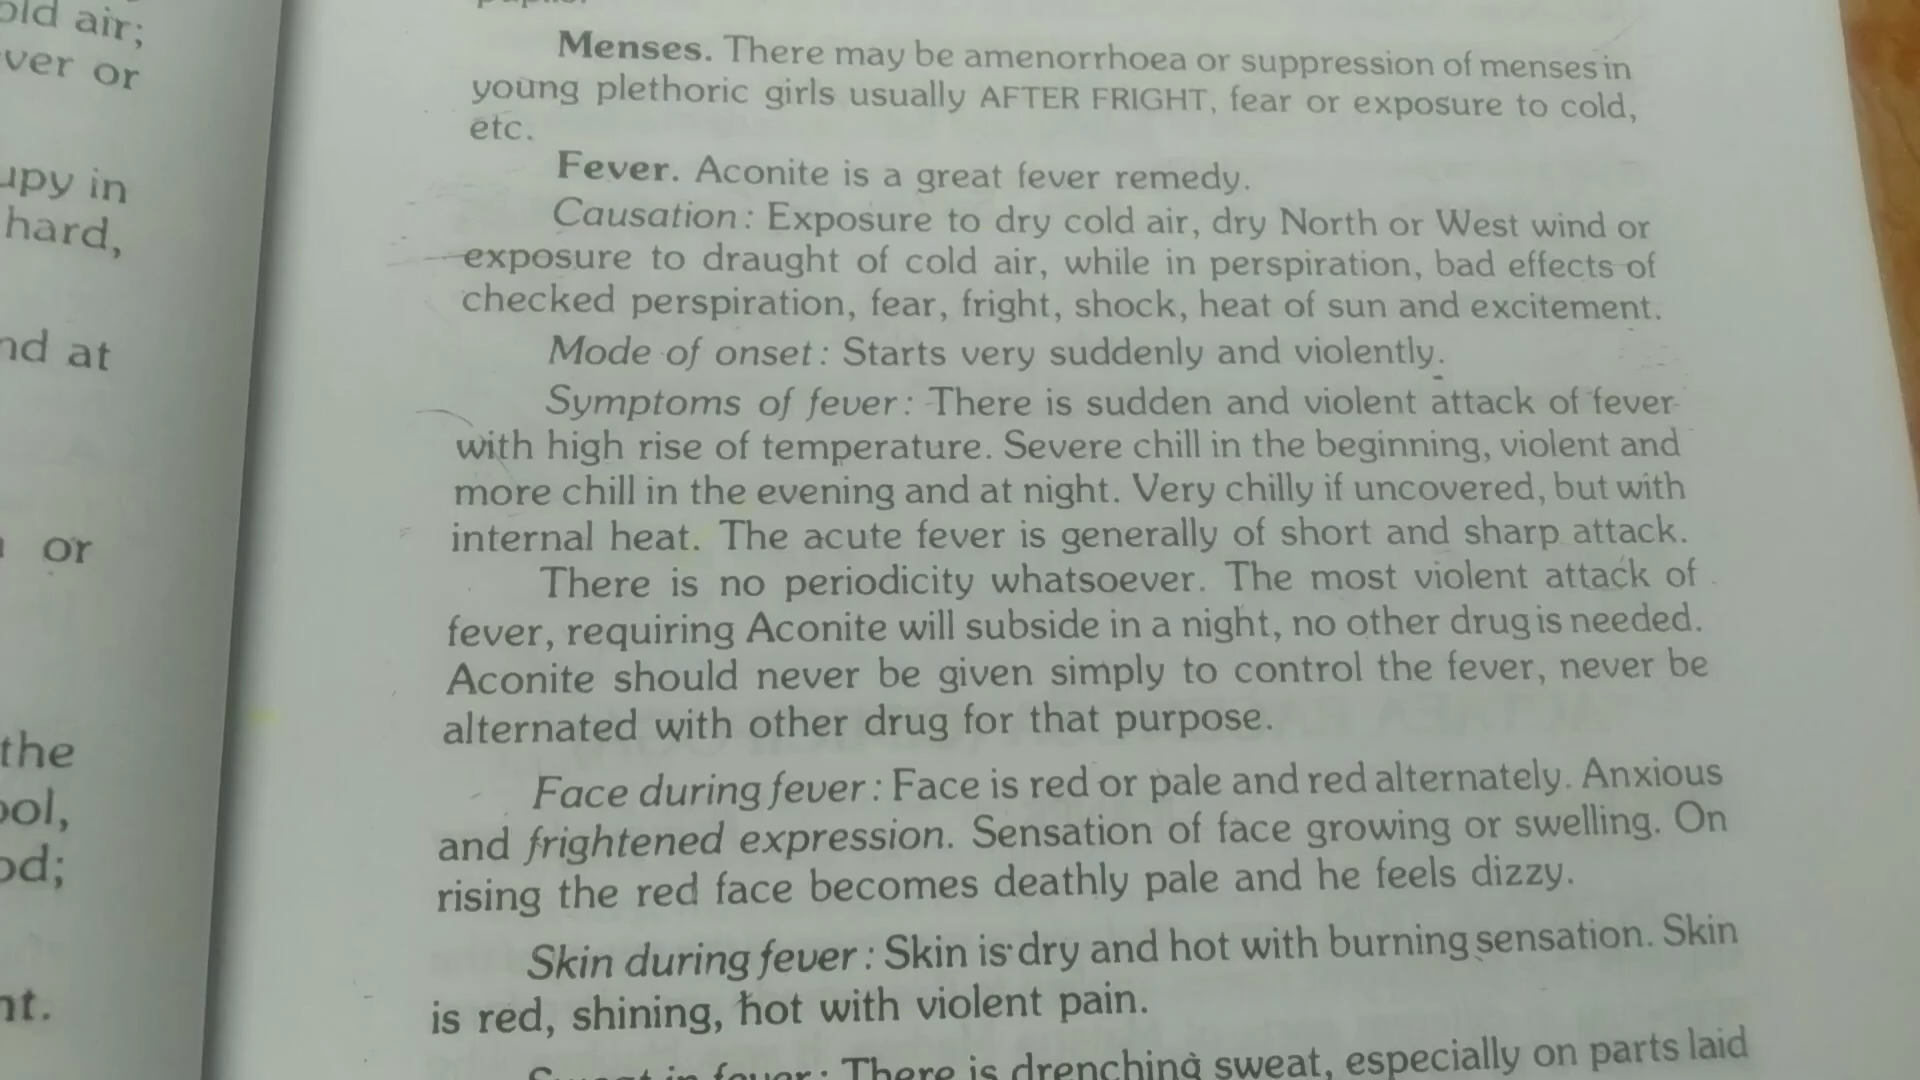 old air;
ver or
upy in
hard,
nd at
or
the
ool,
od;
nt.
Menses. There may be amenorrhoea or suppression of menses in
young plethoric girls usually AFTER FRIGHT, fear or exposure to cold,
etc.
Fever. Aconite is a great fever remedy.
Causation: Exposure to dry cold air, dry North or West wind or
exposure to draught of cold air, while in perspiration, bad effects of
checked perspiration, fear, fright, shock, heat of sun and excitement.
Mode of onset: Starts very suddenly and violently.
Symptoms of fever: There is sudden and violent attack of fever
with high rise of temperature. Severe chill in the beginning, violent and
more chill in the evening and at night. Very chilly if uncovered, but with
internal heat. The acute fever is generally of short and sharp attack.
There is no periodicity whatsoever. The most violent attack of
fever, requiring Aconite will subside in a night, no other drug is needed.
Aconite should never be given simply to control the fever, never be
alternated with other drug for that purpose.
Face during fever: Face is red or pale and red alternately. Anxious
and frightened expression. Sensation of face growing or swelling. On
rising the red face becomes deathly pale and he feels dizzy.
Skin during fever: Skin is dry and hot with burning sensation. Skin
is red, shining, hot with violent pain.
Sweat in fever: There is drenching sweat, especially on parts laid